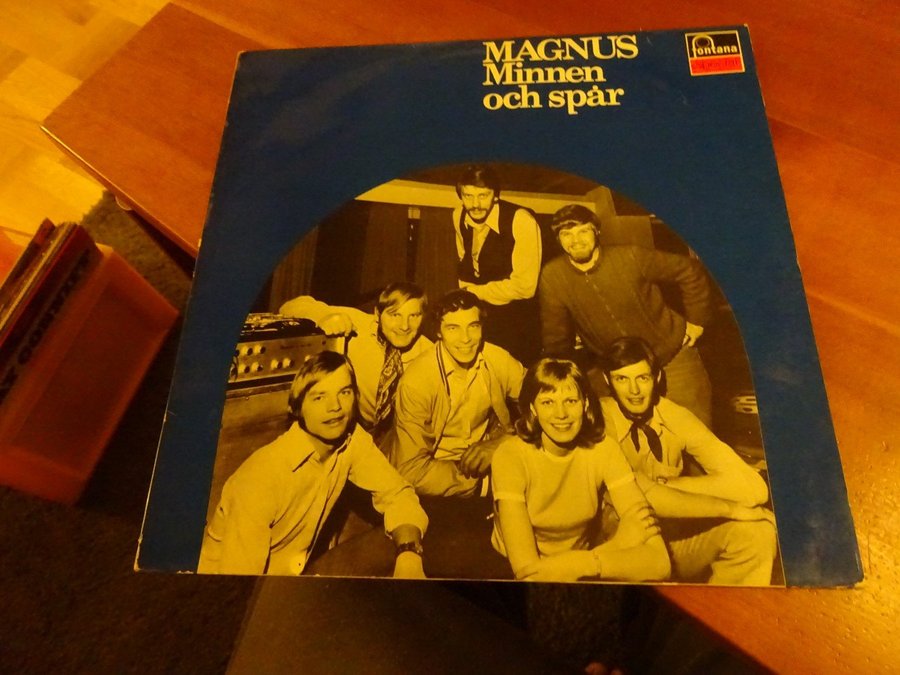 MAGNUS
Minnen
och spår
fontana